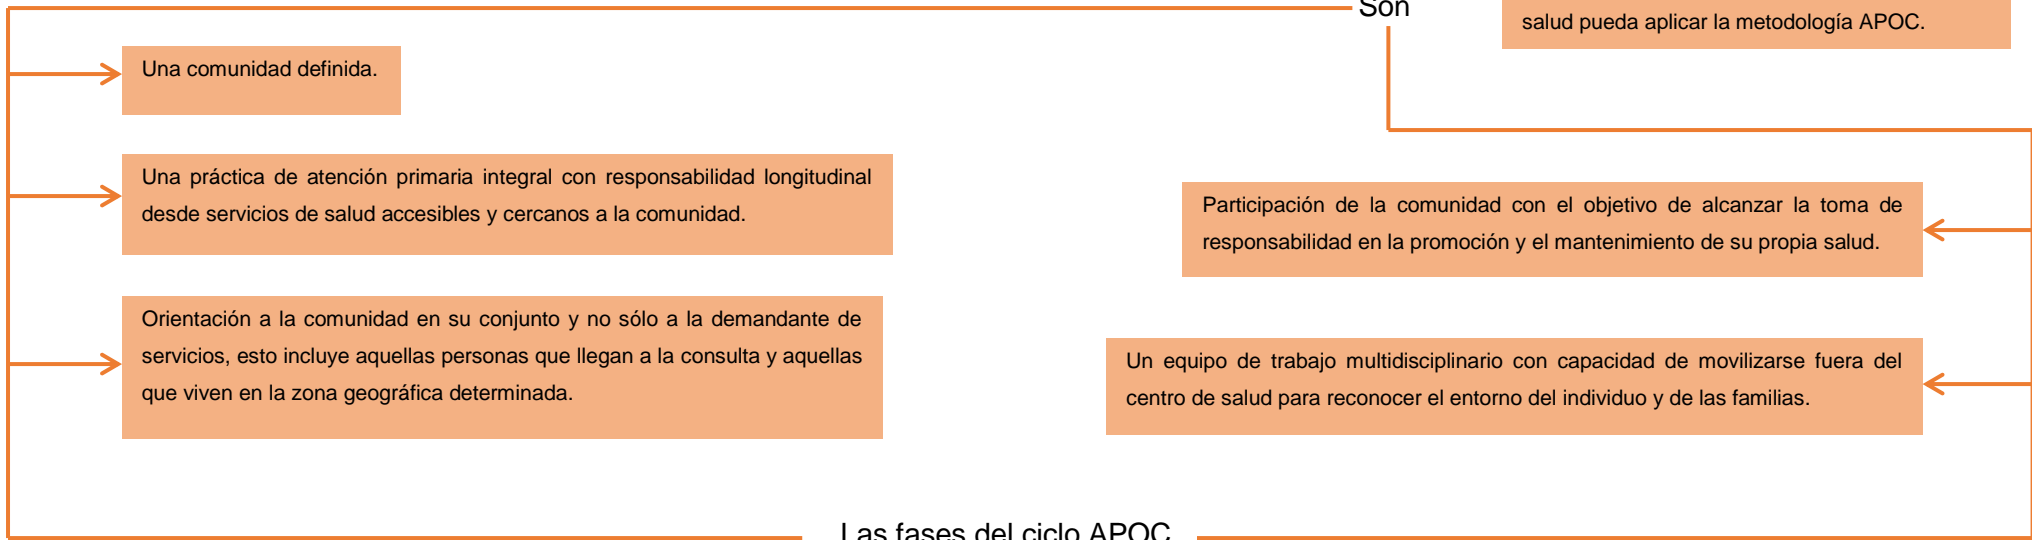 Son
salud pueda aplicar la metodología APOC.
Una comunidad definida.
Una práctica de atención primaria integral con responsabilidad longitudinal
desde servicios de salud accesibles y cercanos a la comunidad.
Orientación a la comunidad en su conjunto y no sólo a la demandante de
servicios, esto incluye aquellas personas que llegan a la consulta y aquellas
que viven en la zona geográfica determinada.
Participación de la comunidad con el objetivo de alcanzar la toma de
responsabilidad en la promoción y el mantenimiento de su propia salud.
Un equipo de trabajo multidisciplinario con capacidad de movilizarse fuera del
centro de salud para reconocer el entorno del individuo y de las familias.
Las fases del ciclo APOC